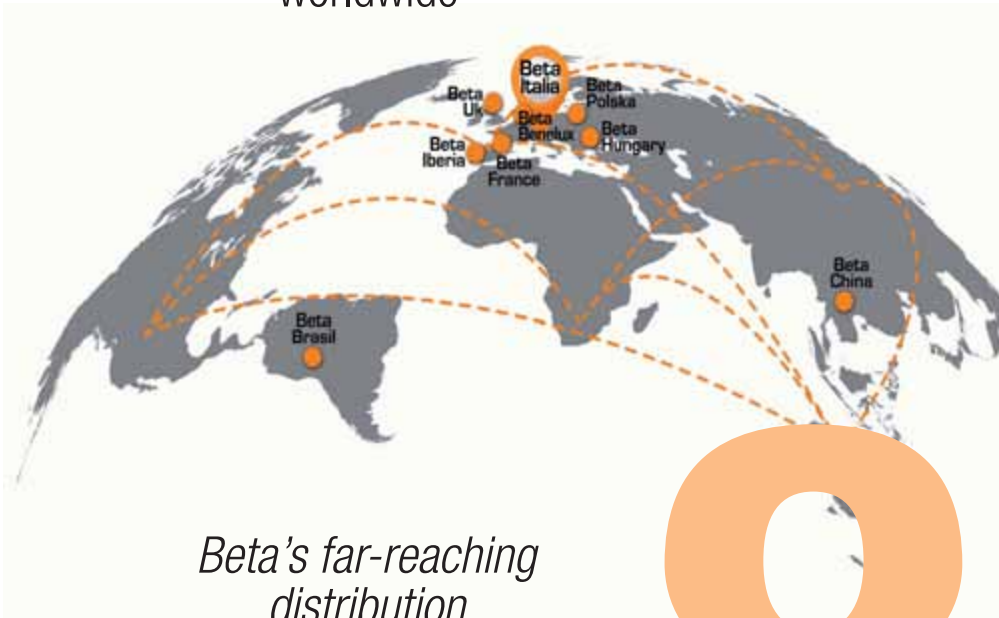 worldwide
Beta
Italia
Beta
Uk
Beta
Polska
Beta
Benelux
Beta
Hungary
Beta
Iberia
Beta
France
Beta
China
Beta
Brasil
Beta's far-reaching
distribution